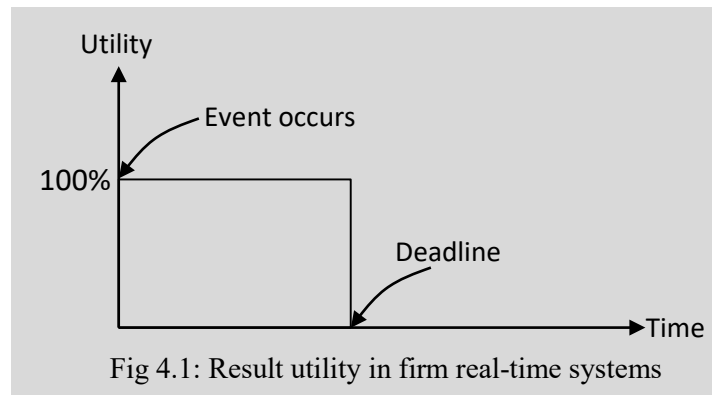 Utility
Event occurs
100%
Deadline
Time
Fig 4.1: Result utility in firm real-time systems